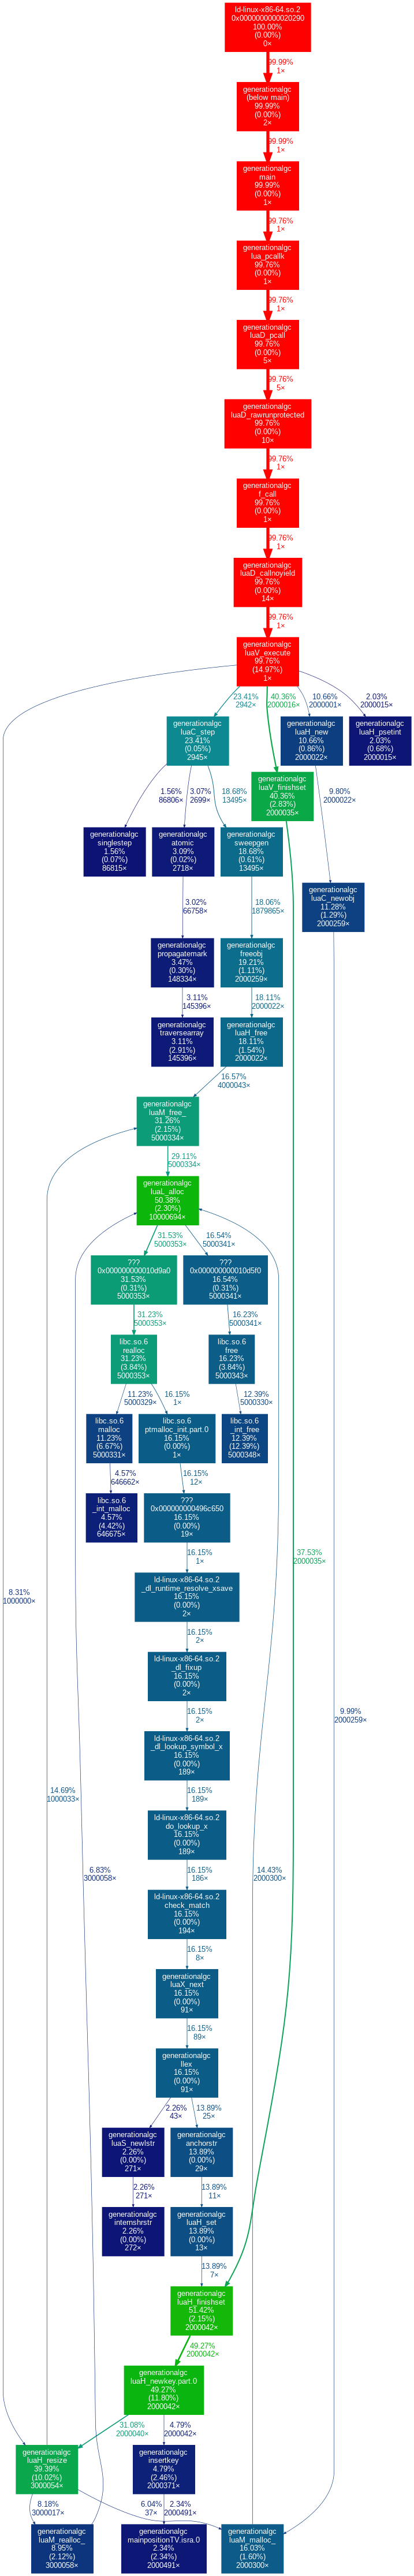 ld-linux-x86-64.so.2
0x0000000000020290
100.00%
(0.00%)
0×
99.99%
1×
generationalgc
(below main)
99.99%
(0.00%)
2×
99.99%
1×
generationalgc
main
99.99%
(0.00%)
1×
99.76%
1×
generationalgc
lua_pcallk
99.76%
(0.00%)
1×
99.76%
1×
generationalgc
luaD_pcall
99.76%
(0.00%)
5×
99.76%
5×
generationalgc
luaD_rawrunprotected
99.76%
(0.00%)
10×
99.76%
1×
generationalgc
f_call
99.76%
(0.00%)
1×
99.76%
1×
generationalgc
luaD_callnoyield
99.76%
(0.00%)
14×
99.76%
1×
generationalgc
luaV_execute
99.76%
(14.97%)
1×
23.41%
2942×
40.36%
2000016×
10.66%
2000001×
2.03%
2000015×
generationalgc
luaC_step
23.41%
(0.05%)
2945×
generationalgc
luaH_new
10.66%
(0.86%)
2000022×
generationalgc
luaH_psetint
2.03%
(0.68%)
2000015×
generationalgc
luaV_finishset
40.36%
(2.83%)
2000035×
1.56%
86806×
3.07%
2699×
18.68%
13495×
9.80%
2000022×
generationalgc
singlestep
1.56%
(0.07%)
86815×
generationalgc
atomic
3.09%
(0.02%)
2718×
generationalgc
sweepgen
18.68%
(0.61%)
13495×
generationalgc
luaC_newobj
11.28%
(1.29%)
2000259×
3.02%
66758×
18.06%
1879865×
generationalgc
propagatemark
3.47%
(0.30%)
148334×
generationalgc
freeobj
19.21%
(1.11%)
2000259×
3.11%
145396×
18.11%
2000022×
generationalgc
traversearray
3.11%
(2.91%)
145396×
generationalgc
luaH_free
18.11%
(1.54%)
2000022×
16.57%
4000043×
generationalgc
luaM_free_
31.26%
(2.15%)
5000334×
29.11%
5000334×
generationalgc
luaL_alloc
50.38%
(2.30%)
10000694×
31.53%
5000353×
16.54%
5000341×
???
0x000000000010d9a0
31.53%
(0.31%)
5000353×
???
0x000000000010d5f0
16.54%
(0.31%)
5000341×
31.23%
5000353×
16.23%
5000341×
libc.so.6
realloc
31.23%
(3.84%)
5000353×
libc.so.6
free
16.23%
(3.84%)
5000343×
11.23%
5000329×
16.15%
1×
12.39%
5000330×
libc.so.6
malloc
11.23%
(6.67%)
5000331×
libc.so.6
ptmalloc_init.part.0
16.15%
(0.00%)
1×
libc.so.6
_int_free
12.39%
(12.39%)
5000348×
4.57%
646662×
16.15%
12×
libc.so.6
_int_malloc
4.57%
(4.42%)
646675×
???
0x000000000496c650
16.15%
(0.00%)
19×
37.53%
2000035×
16.15%
1×
8.31%
1000000×
ld-linux-x86-64.so.2
_dl_runtime_resolve_xsave
16.15%
(0.00%)
2×
16.15%
2×
ld-linux-x86-64.so.2
_dl_fixup
16.15%
(0.00%)
2×
9.99%
2000259×
16.15%
2×
ld-linux-x86-64.so.2
_dl_lookup_symbol_x
16.15%
(0.00%)
189×
14.69%
1000033×
16.15%
189×
ld-linux-x86-64.so.2
do_lookup_x
16.15%
(0.00%)
189×
6.83%
3000058×
16.15%
186×
14.43%
2000300×
ld-linux-x86-64.so.2
check_match
16.15%
(0.00%)
194×
16.15%
8×
generationalgc
luaX_next
16.15%
(0.00%)
91×
16.15%
89×
generationalgc
llex
16.15%
(0.00%)
91×
2.26%
43×
13.89%
25×
generationalgc
luaS_newlstr
2.26%
(0.00%)
271×
generationalgc
anchorstr
13.89%
(0.00%)
29×
2.26%
271×
13.89%
11×
generationalgc
internshrstr
2.26%
(0.00%)
272×
generationalgc
luaH_set
13.89%
(0.00%)
13×
13.89%
7×
generationalgc
luaH_finishset
51.42%
(2.15%)
2000042×
49.27%
2000042×
generationalgc
luaH_newkey.part.0
49.27%
(11.80%)
2000042×
31.08%
2000040×
4.79%
2000042×
generationalgc
luaH_resize
39.39%
(10.02%)
3000054×
generationalgc
insertkey
4.79%
(2.46%)
2000371×
8.18%
3000017×
6.04%
37×
2.34%
2000491×
generationalgc
luaM_realloc_
8.95%
(2.12%)
3000058×
generationalgc
mainpositionTV.isra.0
2.34%
(2.34%)
2000491×
generationalgc
luaM_malloc_
16.03%
(1.60%)
2000300×